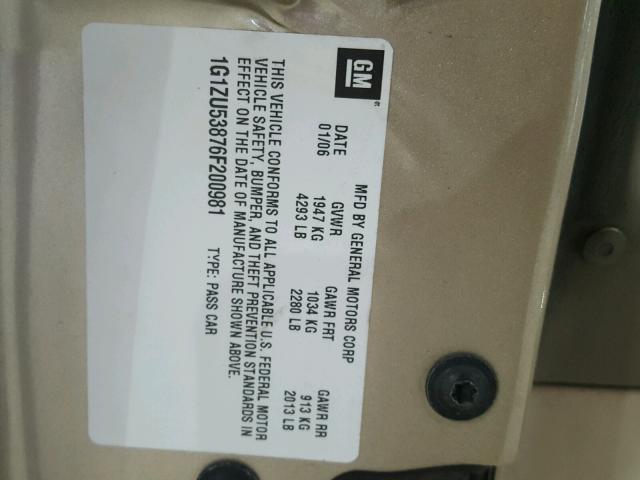 GM
MFD BY GENERAL MOTORS CORP
DATE GVWR GAWR FRT GAWR RR
01/06 1947 KG 1034 KG 913 KG
4293 LB 2280 LB 2013 LB
THIS VEHICLE CONFORMS TO ALL APPLICABLE U.S. FEDERAL MOTOR
VEHICLE SAFETY, BUMPER, AND THEFT PREVENTION STANDARDS IN
EFFECT ON THE DATE OF MANUFACTURE SHOWN ABOVE.
1G1ZU53876F200981 TYPE: PASS CAR